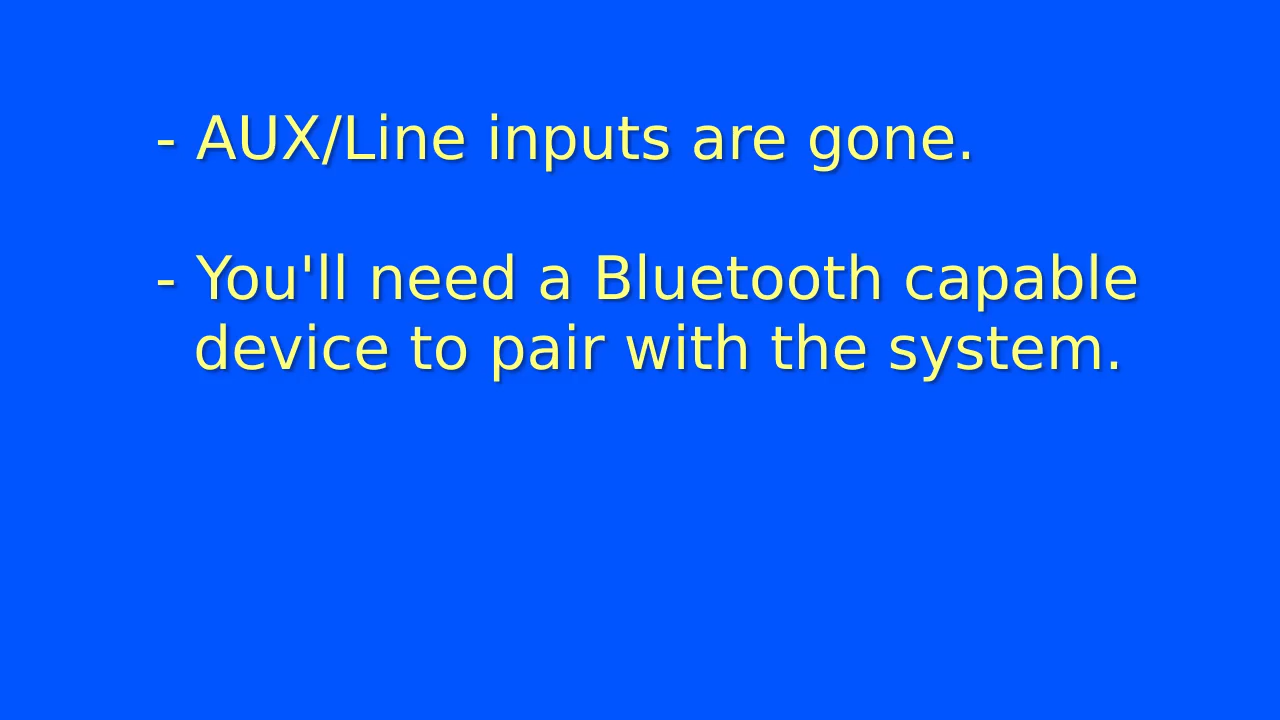 - AUX/Line inputs are gone.
- You'll need a Bluetooth capable
device to pair with the system.